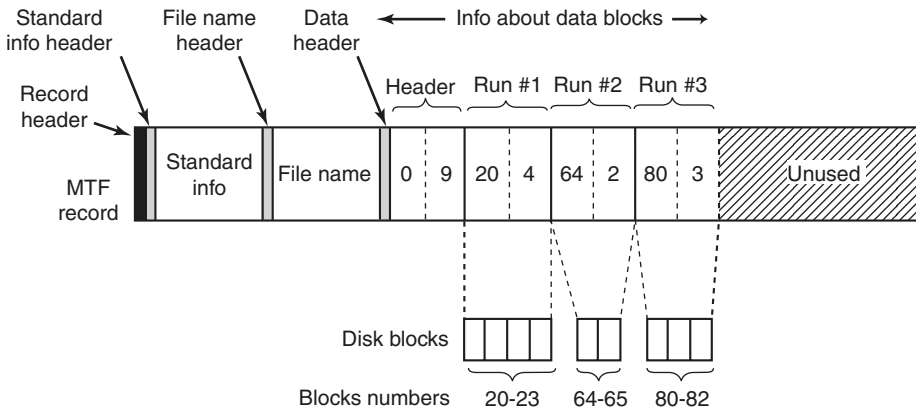 Standard
info header
File name
header
Data
header
Info about data blocks
Record
header
Header
Run #1
Run #2
Run #3
MTF
record
Standard
info
File name
0
9
20
4
64
2
80
3
Unused
Disk blocks
Blocks numbers
20-23
64-65
80-82